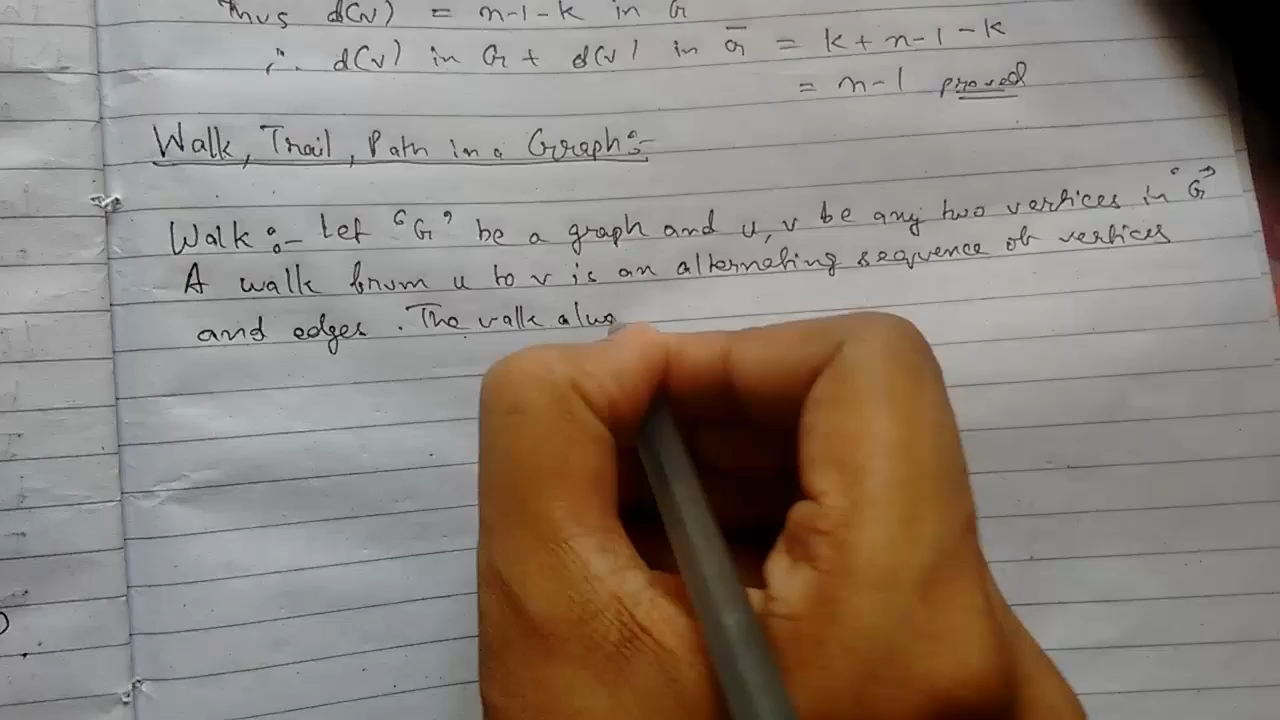 Thus d(v) = n-1-k in G
∴ d(v) in G + d(v) in G̅ = k+n-1-k
= n-1 proved
Walk, Trail, Path in a Graph:-
Walk:- Let "G" be a graph and u, v be any two vertices in "G"
A walk from u to v is an alternating sequence of vertices
and edges. The walk alwa